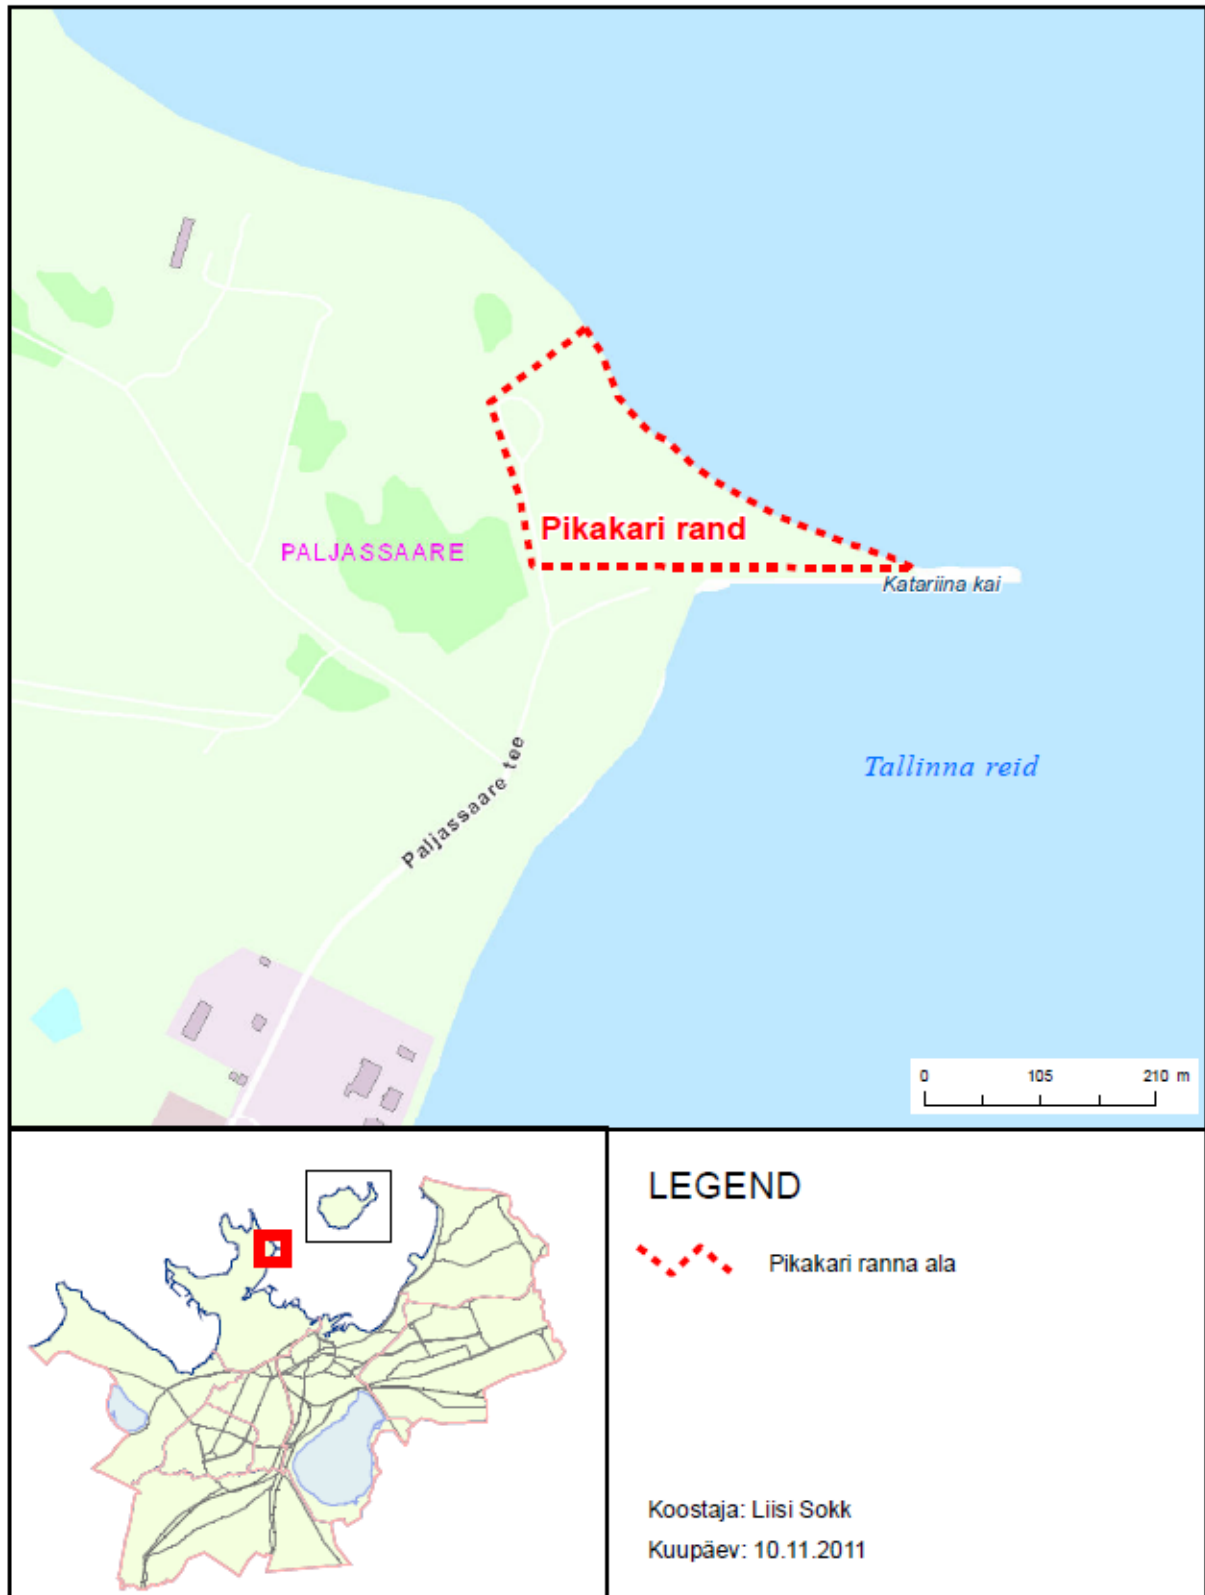 Pikakari rand
PALJASSAARE
Katariina kai
Tallinna reid
Paljassaare tee
0 105 210 m
LEGEND
Pikakari ranna ala
Koostaja: Liisi Sokk
Kuupäev: 10.11.2011